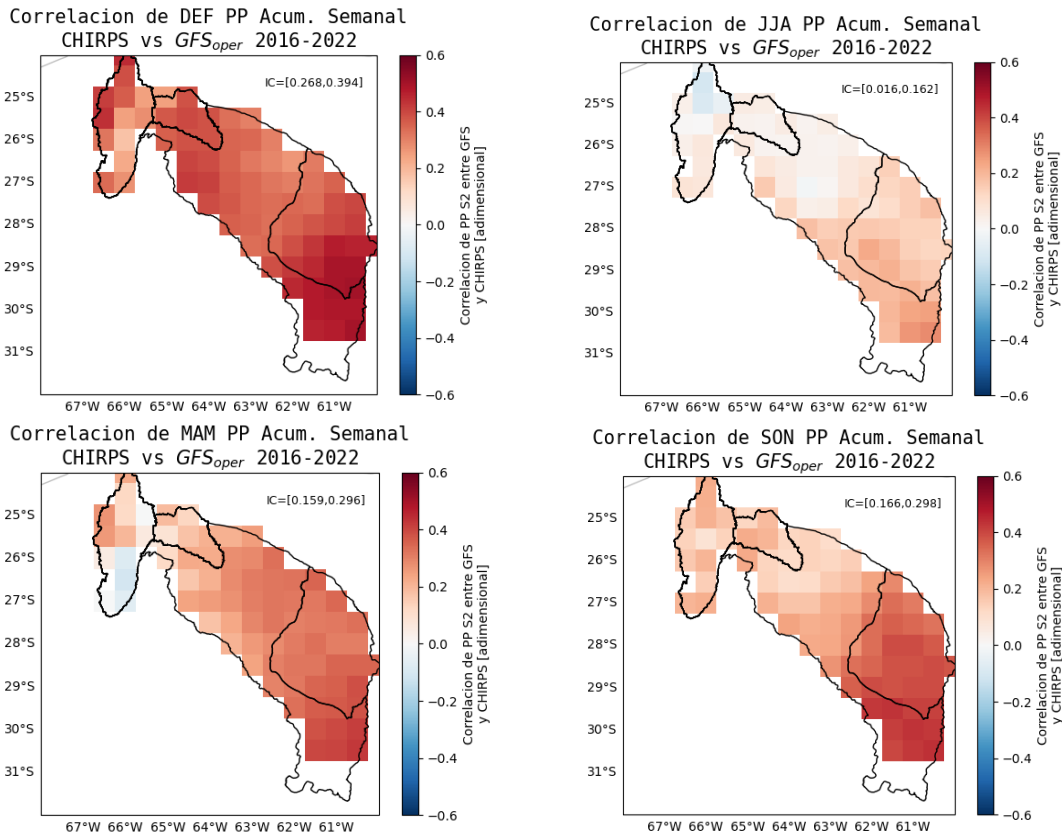 Correlacion de DEF PP Acum. Semanal
CHIRPS vs GFSoper 2016-2022
IC=[0.268,0.394]
25°S
26°S
27°S
28°S
29°S
30°S
31°S
67°W 66°W 65°W 64°W 63°W 62°W 61°W
0.6
0.4
0.2
0.0
−0.2
−0.4
−0.6
Correlacion de PP S2 entre GFS
y CHIRPS [adimensional]
Correlacion de JJA PP Acum. Semanal
CHIRPS vs GFSoper 2016-2022
IC=[0.016,0.162]
25°S
26°S
27°S
28°S
29°S
30°S
31°S
67°W 66°W 65°W 64°W 63°W 62°W 61°W
0.6
0.4
0.2
0.0
−0.2
−0.4
−0.6
Correlacion de PP S2 entre GFS
y CHIRPS [adimensional]
Correlacion de MAM PP Acum. Semanal
CHIRPS vs GFSoper 2016-2022
IC=[0.159,0.296]
25°S
26°S
27°S
28°S
29°S
30°S
31°S
67°W 66°W 65°W 64°W 63°W 62°W 61°W
0.6
0.4
0.2
0.0
−0.2
−0.4
−0.6
Correlacion de PP S2 entre GFS
y CHIRPS [adimensional]
Correlacion de SON PP Acum. Semanal
CHIRPS vs GFSoper 2016-2022
IC=[0.166,0.298]
25°S
26°S
27°S
28°S
29°S
30°S
31°S
67°W 66°W 65°W 64°W 63°W 62°W 61°W
0.6
0.4
0.2
0.0
−0.2
−0.4
−0.6
Correlacion de PP S2 entre GFS
y CHIRPS [adimensional]